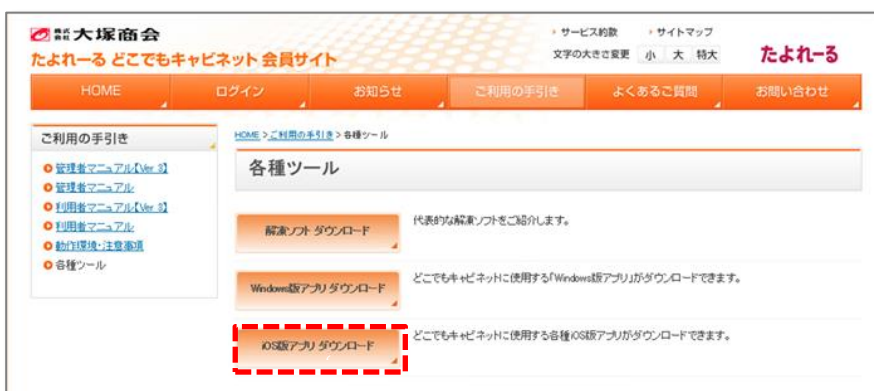 株式会社 大塚商会
たよれーる どこでもキャビネット 会員サイト
サービス約款 サイトマップ
文字の大きさ変更 小 大 特大
たよれーる
HOME ログイン お知らせ ご利用の手引き よくあるご質問 お問い合わせ
ご利用の手引き
管理者マニュアル【Ver 3】
管理者マニュアル
利用者マニュアル【Ver 3】
利用者マニュアル
動作環境・注意事項
各種ツール
HOME > ご利用の手引き > 各種ツール
各種ツール
解凍ソフト ダウンロード
代表的な解凍ソフトをご紹介します。
Windows版アプリ ダウンロード
どこでもキャビネットに使用する「Windows版アプリ」がダウンロードできます。
iOS版アプリ ダウンロード
どこでもキャビネットに使用する各種iOS版アプリがダウンロードできます。